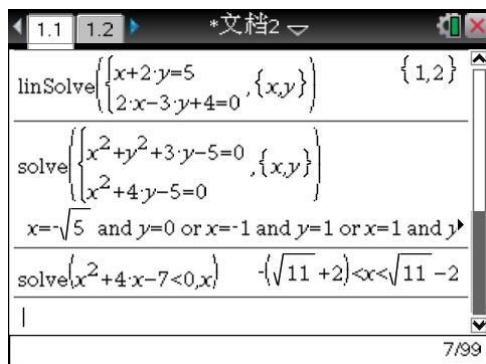 1.1 1.2 *文档2
linSolve({x+2·y=5
2·x-3·y+4=0 ,{x,y}) {1,2}
solve({x²+y²+3·y-5=0
x²+4·y-5=0 ,{x,y})
x=-√5 and y=0 or x=-1 and y=1 or x=1 and y
solve(x²+4·x-7<0,x) -(√11+2)<x<√11-2
7/99